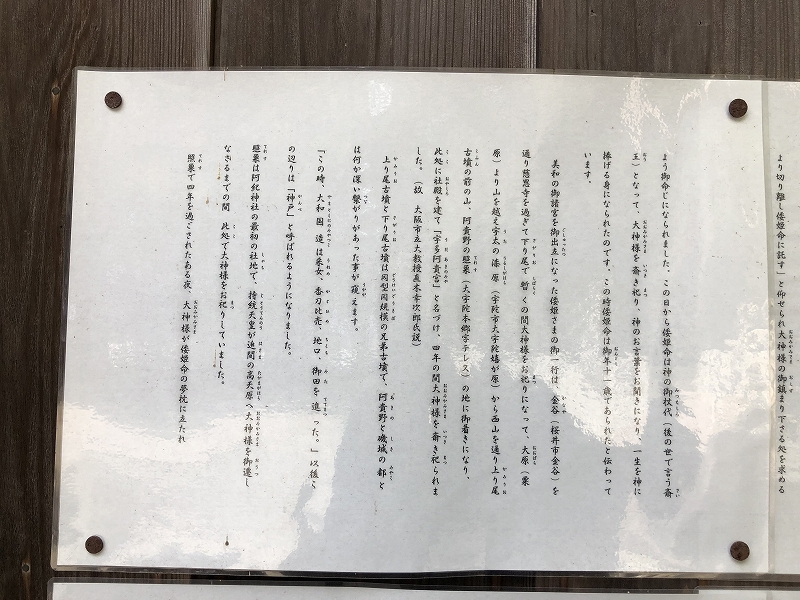 より切り離し倭姫命に託す」と仰せられ大神様の御鎮まり下さる処を求める
まう御命じになられました。この日から倭姫命は神の御杖代(後の世で言う斎
王)となって、大神様を斎き祀り、神のお言葉をお聞きになり、一生を神に
捧げる身になられたのです。この時倭姫命は御年十一歳であられたと伝わって
います。
美和の御諸宮を御出立になった倭姫さまの御一行は、金谷(桜井市金谷)を
通り慈恩寺を過ぎて下り尾で暫くの間大神様をお祀りになって、大原(粟
原)より山を越え宇太の漆原(宇陀市大宇陀嬉が原)から西山を通り上り尾
古墳の前の山、阿貴野の照巣(大宇陀本郷字テレス)の地に御着きになり、
此処に社殿を建て「宇多阿貴宮」と名づけ、四年の間大神様を斎き祀られま
した。(故 大阪市立大教授直木孝次郎氏説)
上り尾古墳と下り尾古墳は同型同規模の兄弟古墳で、阿貴野と磯城の都と
は何か深い繋がりがあった事が窺えます。
「この時、大和国造は采女、香刀比売、地口、御田を進った。」以後こ
の辺りは「神戸」と呼ばれるようになりました。
照巣は阿紀神社の最初の社地で、持統天皇が迫間の高天原へ大神様を御遷し
なさるまでの間 此処で大神様をお祀りしていました。
照巣で四年を過ごされたある夜、大神様が倭姫命の夢枕に立たれ